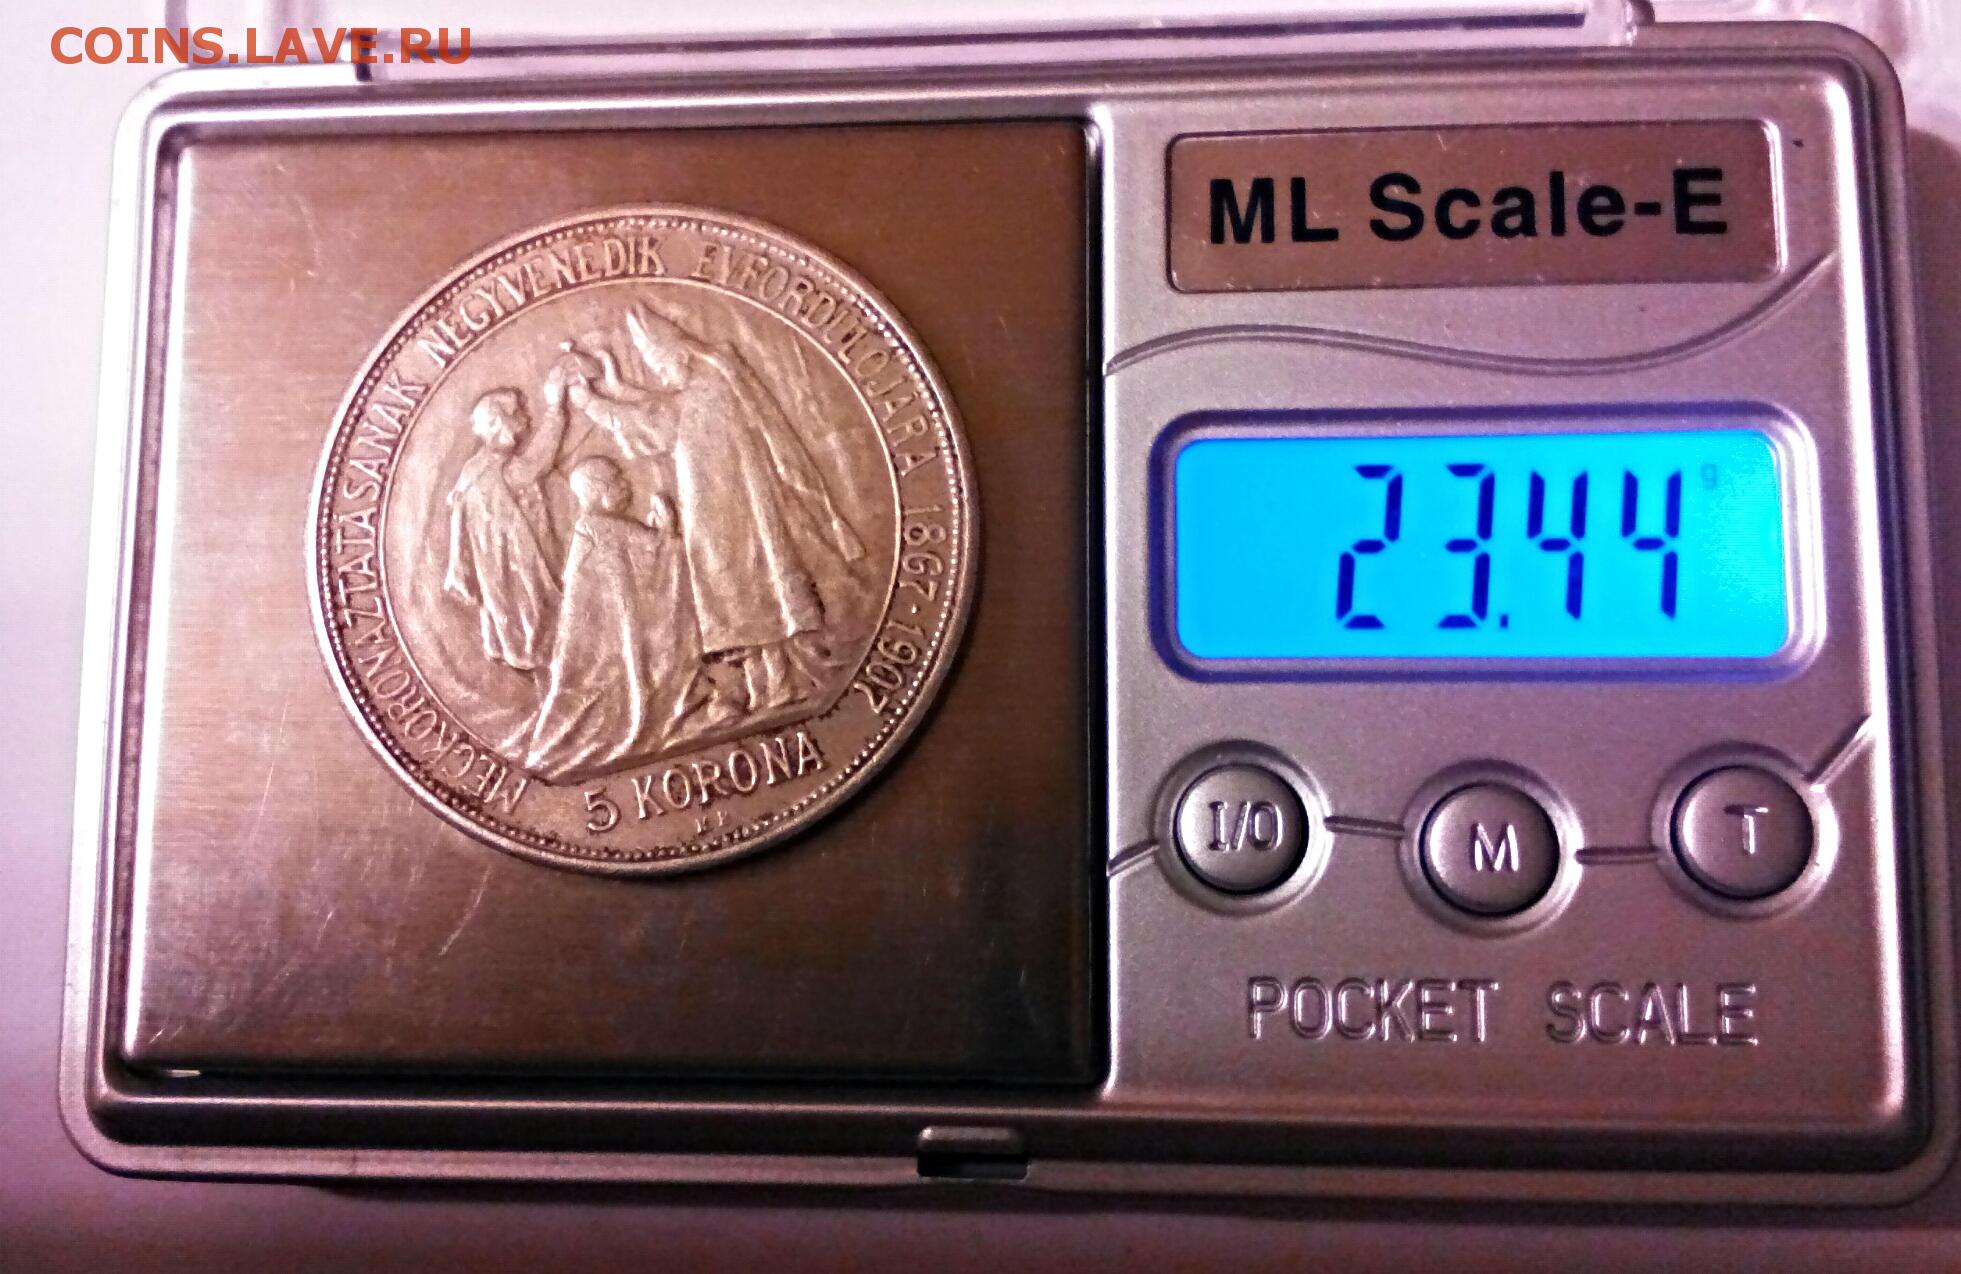 COINS.LAVE.RU
MEGKORONÁZTATÁSÁNAK NEGYVENEDIK ÉVFORDULÓJÁRA 1867·1907
5 KORONA
ML Scale-E
g
23.44
I/O
M
T
POCKET SCALE